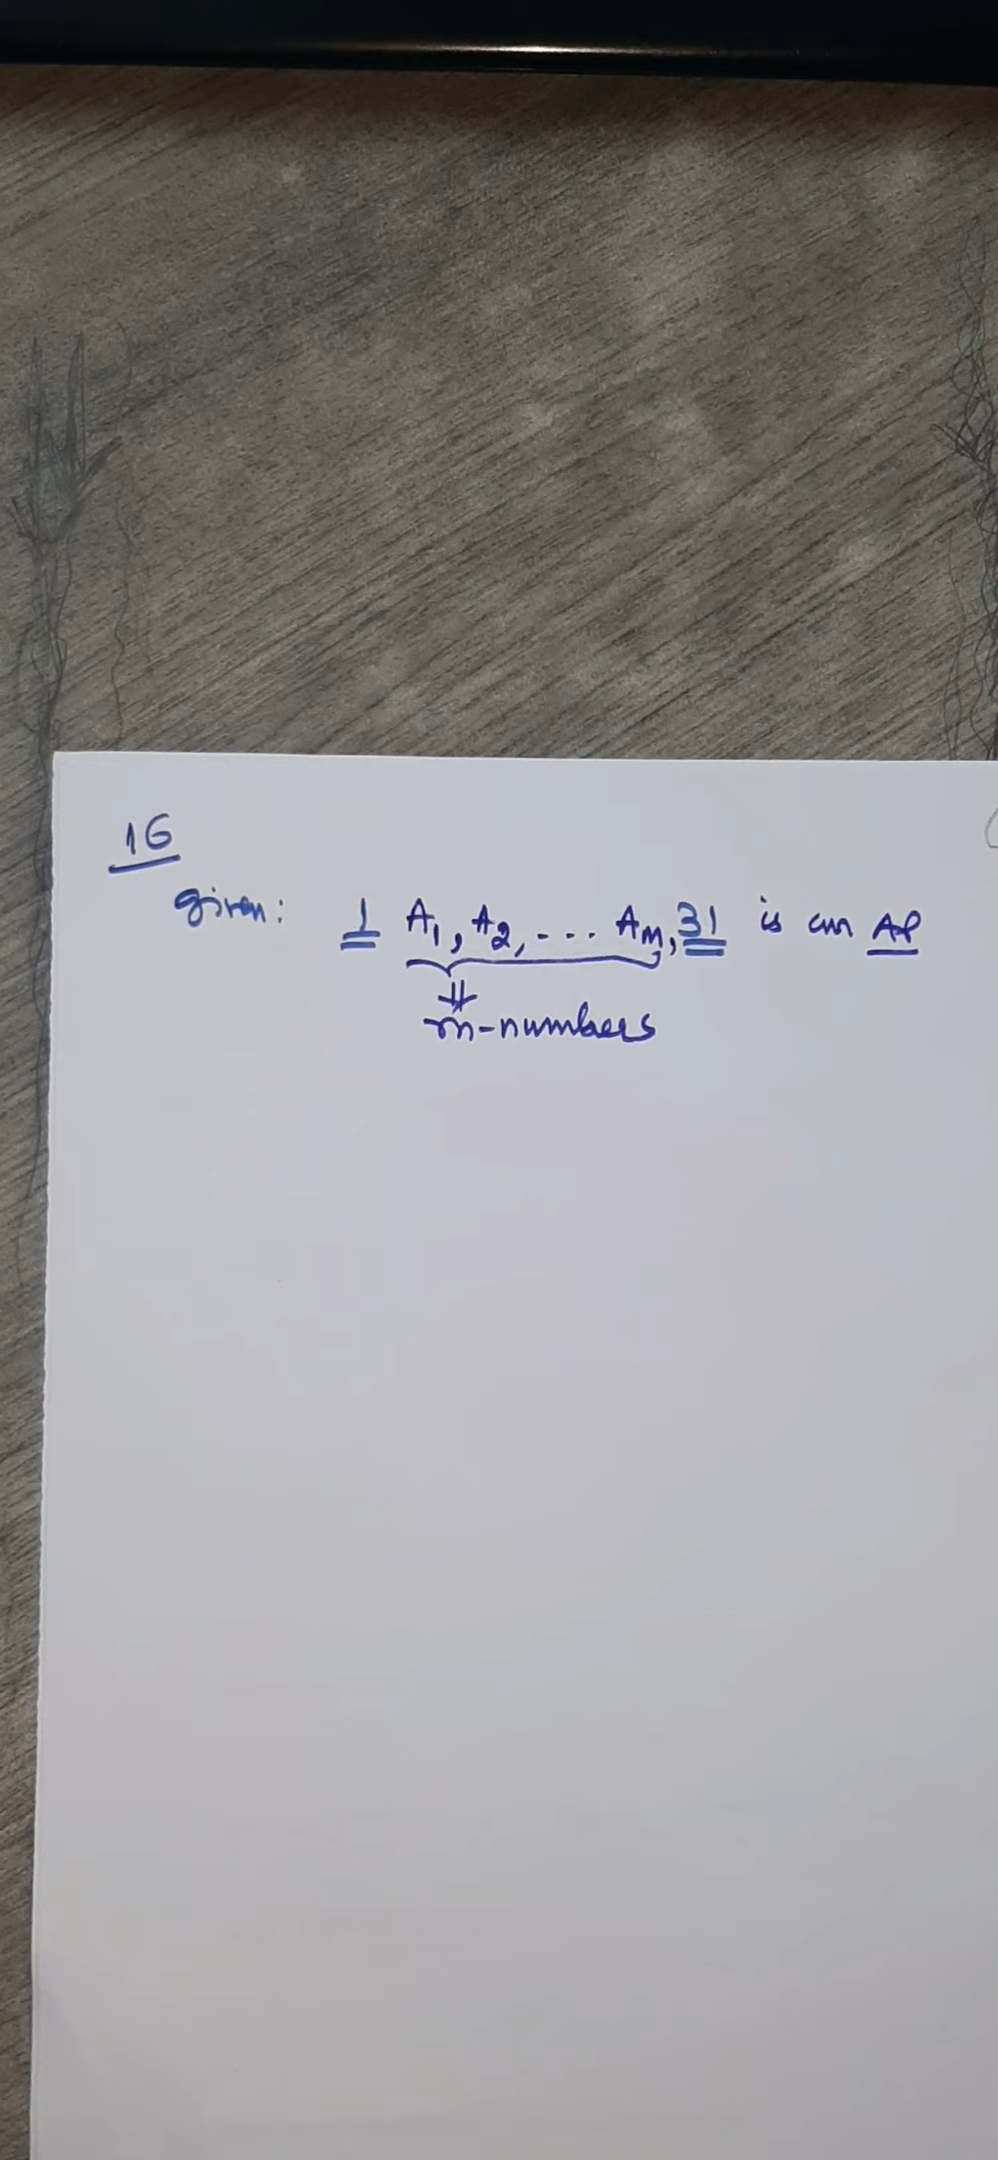 16
given: 1 A₁, A₂, ... Aₘ, 31 is an AP
m-numbers